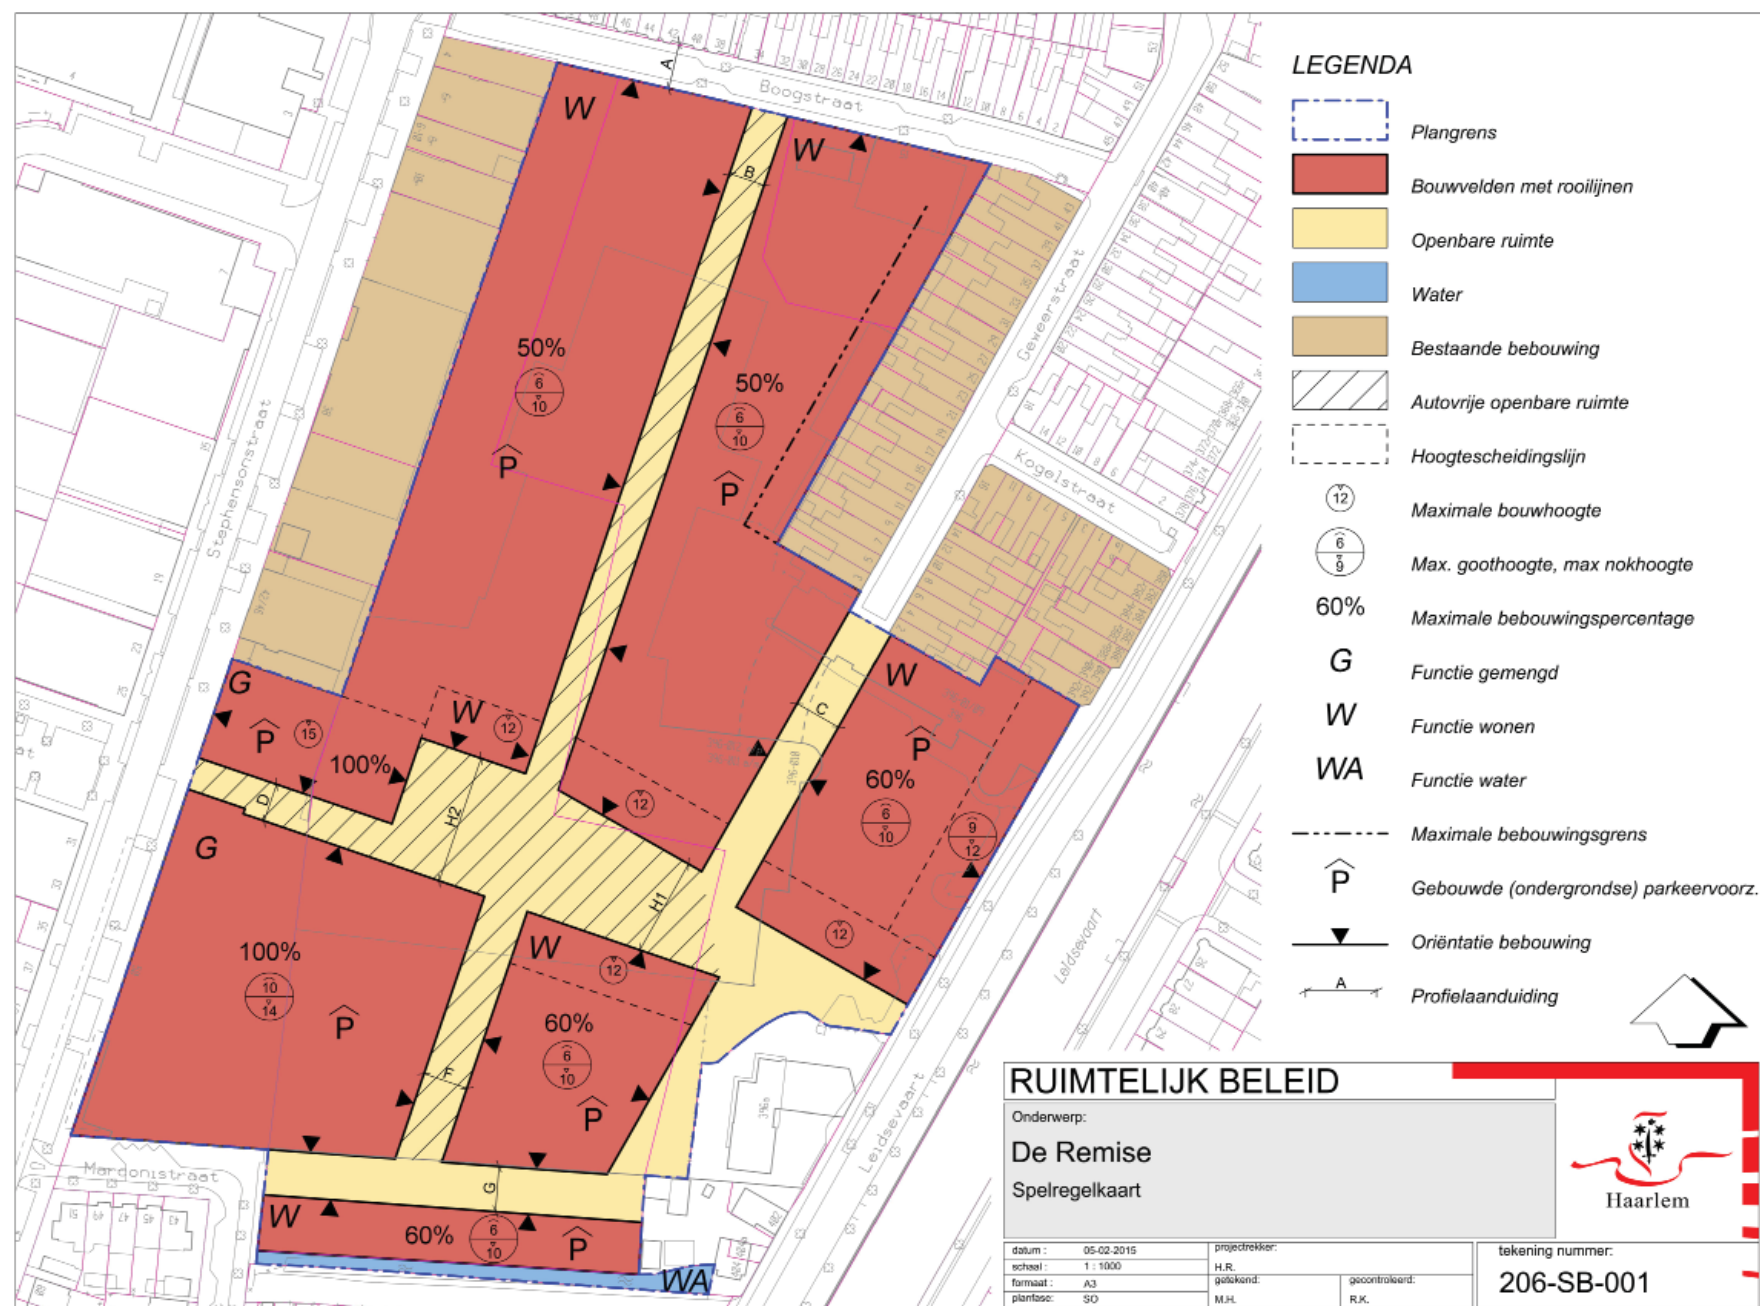 Boogstraat
Stephensonstraat
Geweerstraat
Kogelstraat
Leidsevaart
Leidsevaart
Mardonistraat
A
W
W
B
50%
6
10
P
50%
6
10
P
G
P
15
100%
W
12
D
H2
12
C
W
P
60%
6
10
9
12
12
H1
G
100%
10
14
P
W
12
60%
6
10
P
F
G
W
60%
6
10
P
WA
LEGENDA
Plangrens
Bouwvelden met rooilijnen
Openbare ruimte
Water
Bestaande bebouwing
Autovrije openbare ruimte
Hoogtescheidingslijn
12 Maximale bouwhoogte
6
9
Max. goothoogte, max nokhoogte
60% Maximale bebouwingspercentage
G Functie gemengd
W Functie wonen
WA Functie water
Maximale bebouwingsgrens
P Gebouwde (ondergrondse) parkeervoorz.
Oriëntatie bebouwing
A Profielaanduiding
RUIMTELIJK BELEID
Onderwerp:
De Remise
Spelregelkaart
Haarlem
datum : 05-02-2015
schaal : 1 : 1000
formaat : A3
planfase: SO
projectrekker:
H.R.
getekend:
M.H.
gecontroleerd:
R.K.
tekening nummer:
206-SB-001